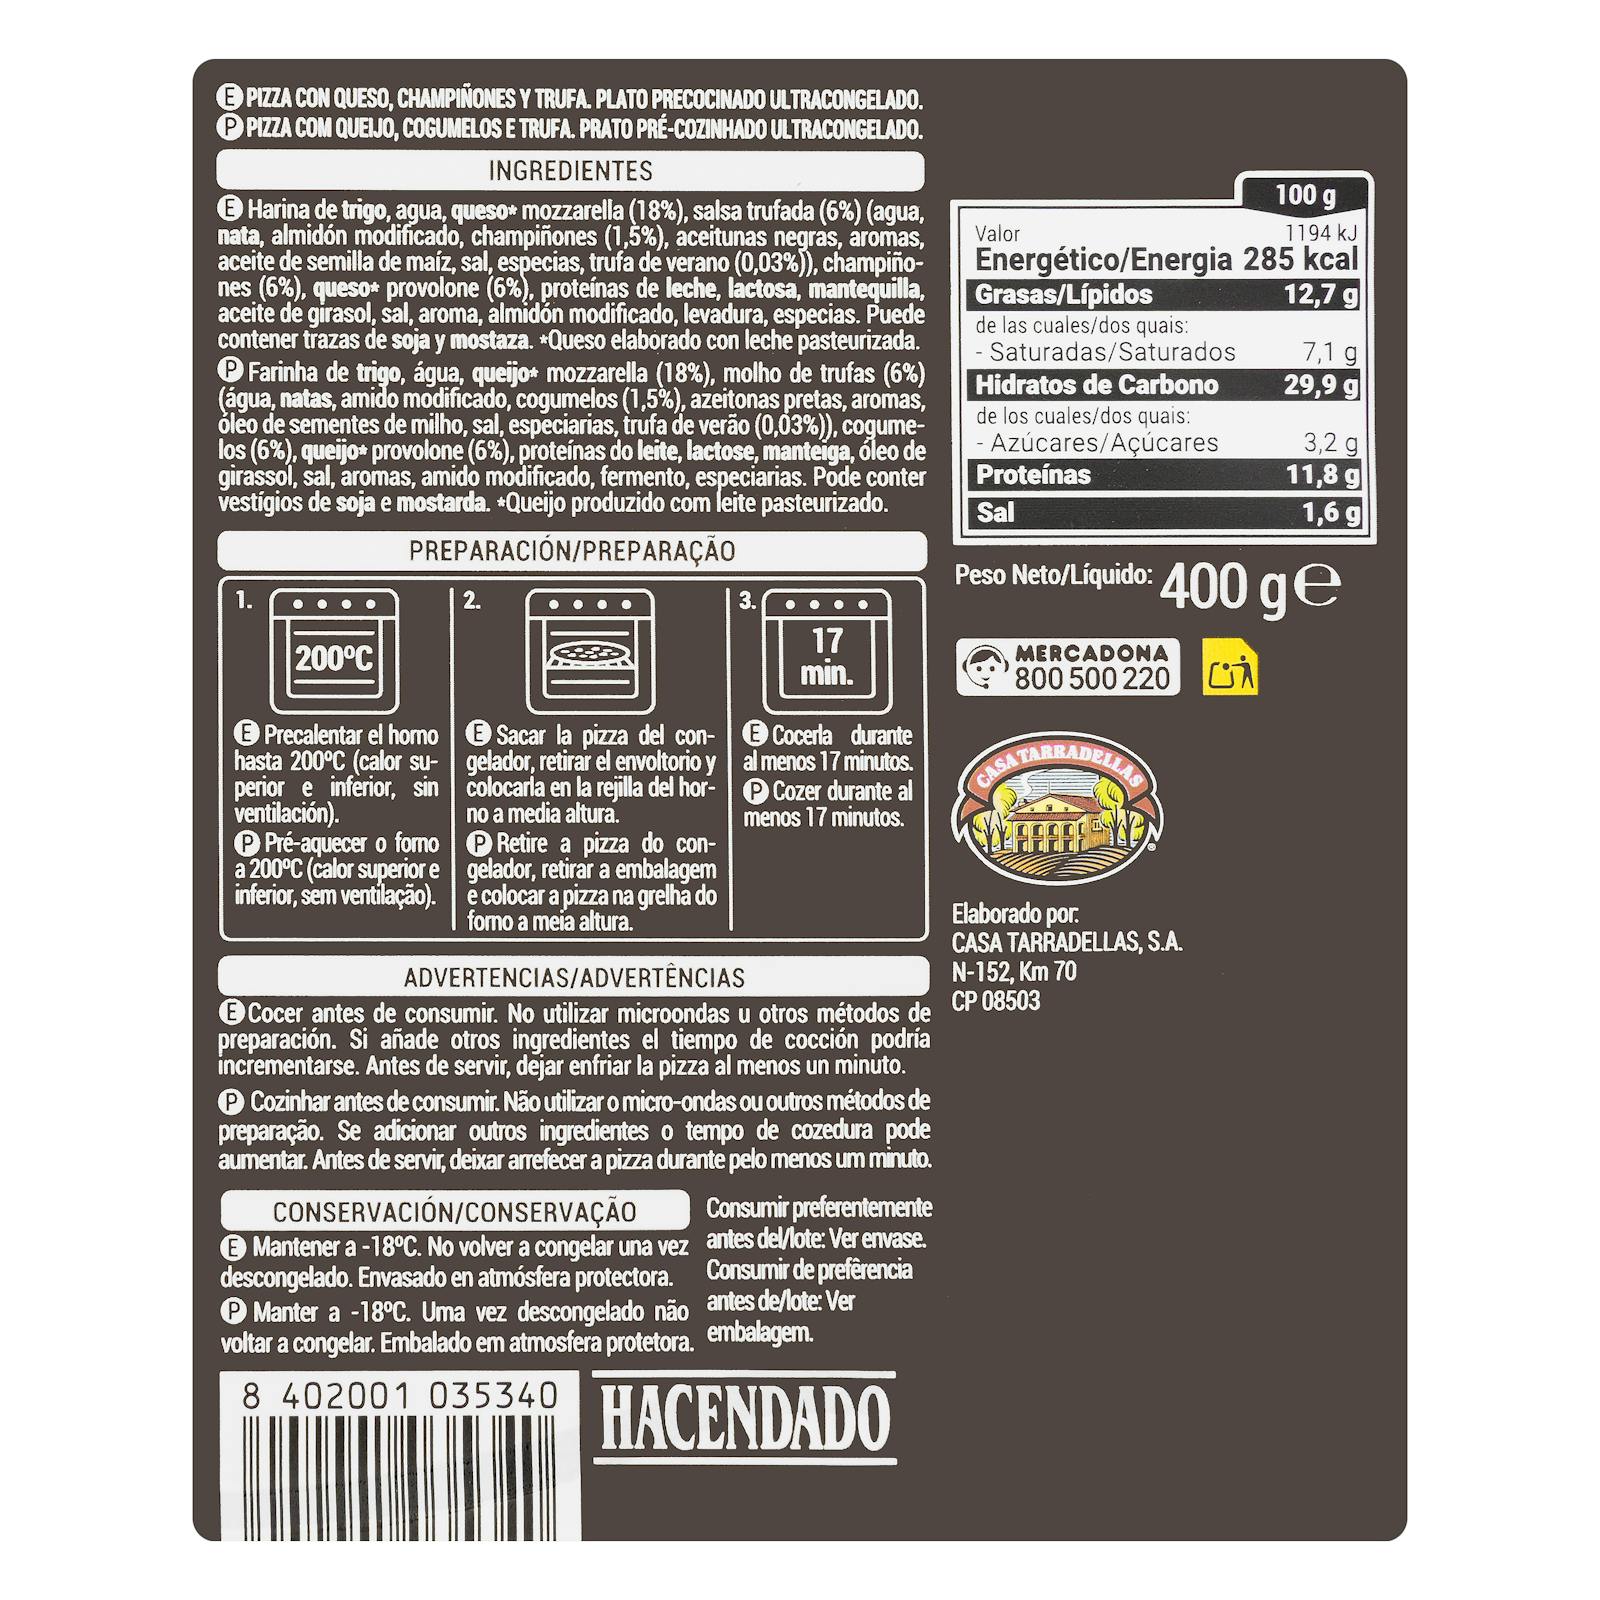 E PIZZA CON QUESO, CHAMPIÑONES Y TRUFA. PLATO PRECOCINADO ULTRACONGELADO.
P PIZZA COM QUEIJO, COGUMELOS E TRUFA. PRATO PRÉ-COZINHADO ULTRACONGELADO.
INGREDIENTES
E Harina de trigo, agua, queso* mozzarella (18%), salsa trufada (6%) (agua,
nata, almidón modificado, champiñones (1,5%), aceitunas negras, aromas,
aceite de semilla de maíz, sal, especias, trufa de verano (0,03%)), champiño-
nes (6%), queso* provolone (6%), proteínas de leche, lactosa, mantequilla,
aceite de girasol, sal, aroma, almidón modificado, levadura, especias. Puede
contener trazas de soja y mostaza. *Queso elaborado con leche pasteurizada.
P Farinha de trigo, água, queijo* mozzarella (18%), molho de trufas (6%)
(água, natas, amido modificado, cogumelos (1,5%), azeitonas pretas, aromas,
óleo de sementes de milho, sal, especiarias, trufa de verão (0,03%)), cogume-
los (6%), queijo* provolone (6%), proteínas do leite, lactose, manteiga, óleo de
girassol, sal, aromas, amido modificado, fermento, especiarias. Pode conter
vestígios de soja e mostarda. *Queijo produzido com leite pasteurizado.
PREPARACIÓN/PREPARAÇÃO
1.
200ºC
E Precalentar el horno
hasta 200ºC (calor su-
perior e inferior, sin
ventilación).
P Pré-aquecer o forno
a 200ºC (calor superior e
inferior, sem ventilação).
2.
E Sacar la pizza del con-
gelador, retirar el envoltorio y
colocarla en la rejilla del hor-
no a media altura.
P Retire a pizza do con-
gelador, retirar a embalagem
e colocar a pizza na grelha do
forno a meia altura.
3.
17
min.
E Cocerla durante
al menos 17 minutos.
P Cozer durante al
menos 17 minutos.
ADVERTENCIAS/ADVERTÊNCIAS
E Cocer antes de consumir. No utilizar microondas u otros métodos de
preparación. Si añade otros ingredientes el tiempo de cocción podría
incrementarse. Antes de servir, dejar enfriar la pizza al menos un minuto.
P Cozinhar antes de consumir. Não utilizar o micro-ondas ou outros métodos de
preparação. Se adicionar outros ingredientes o tempo de cozedura pode
aumentar. Antes de servir, deixar arrefecer a pizza durante pelo menos um minuto.
CONSERVACIÓN/CONSERVAÇÃO
E Mantener a -18ºC. No volver a congelar una vez
descongelado. Envasado en atmósfera protectora.
P Manter a -18ºC. Uma vez descongelado não
voltar a congelar. Embalado em atmosfera protetora.
Consumir preferentemente
antes del/lote: Ver envase.
Consumir de prefêrencia
antes de/lote: Ver
embalagem.
8 402001 035340
HACENDADO
100 g
Valor 1194 kJ
Energético/Energia 285 kcal
Grasas/Lípidos 12,7 g
de las cuales/dos quais:
- Saturadas/Saturados 7,1 g
Hidratos de Carbono 29,9 g
de los cuales/dos quais:
- Azúcares/Açúcares 3,2 g
Proteínas 11,8 g
Sal 1,6 g
Peso Neto/Líquido: 400 g e
MERCADONA
800 500 220
CASA TARRADELLAS
®
Elaborado por:
CASA TARRADELLAS, S.A.
N-152, Km 70
CP 08503